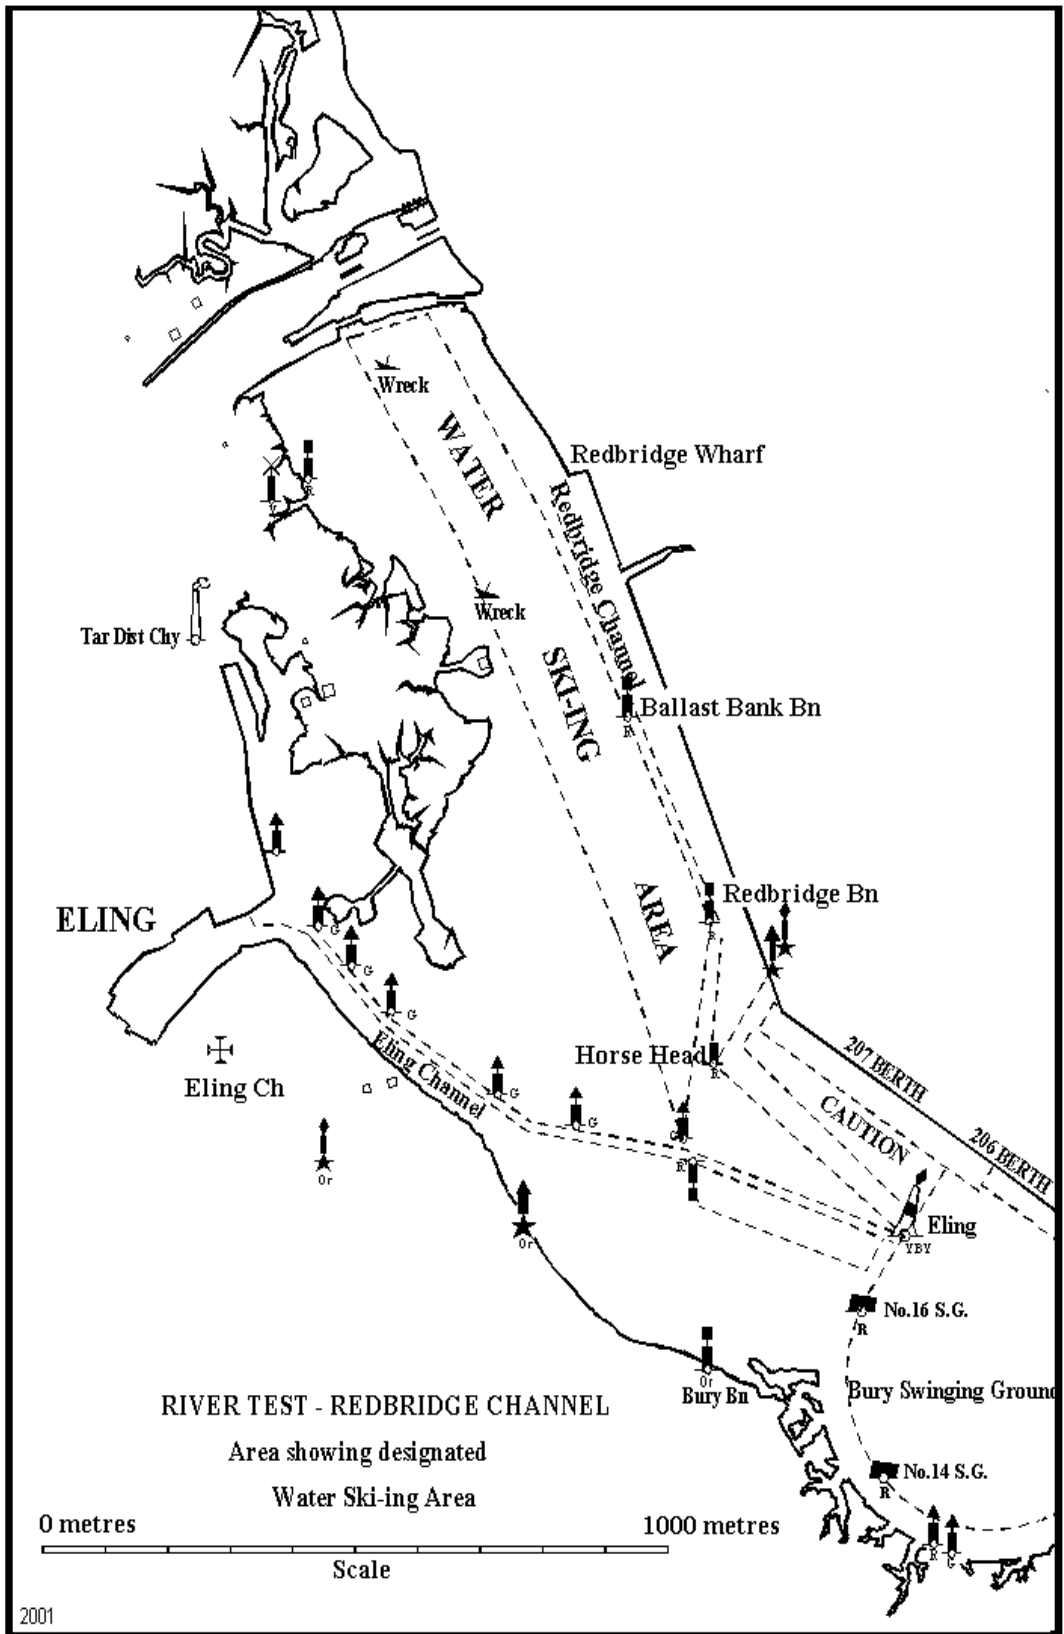 Wreck
WATER
Redbridge Wharf
Redbridge Channel
R
Y
Wreck
Tar Dist Chy
SKI-ING
Ballast Bank Bn
R
Redbridge Bn
R
AREA
ELING
G
G
G
Eling Channel
Eling Ch
Horse Head
R
207 BERTH
CAUTION
206 BERTH
G
G
G
R
Or
Or
Eling
YBY
No.16 S.G.
R
Or
Bury Bn
Bury Swinging Ground
No.14 S.G.
R
R
G
RIVER TEST - REDBRIDGE CHANNEL
Area showing designated
Water Ski-ing Area
0 metres
1000 metres
Scale
2001